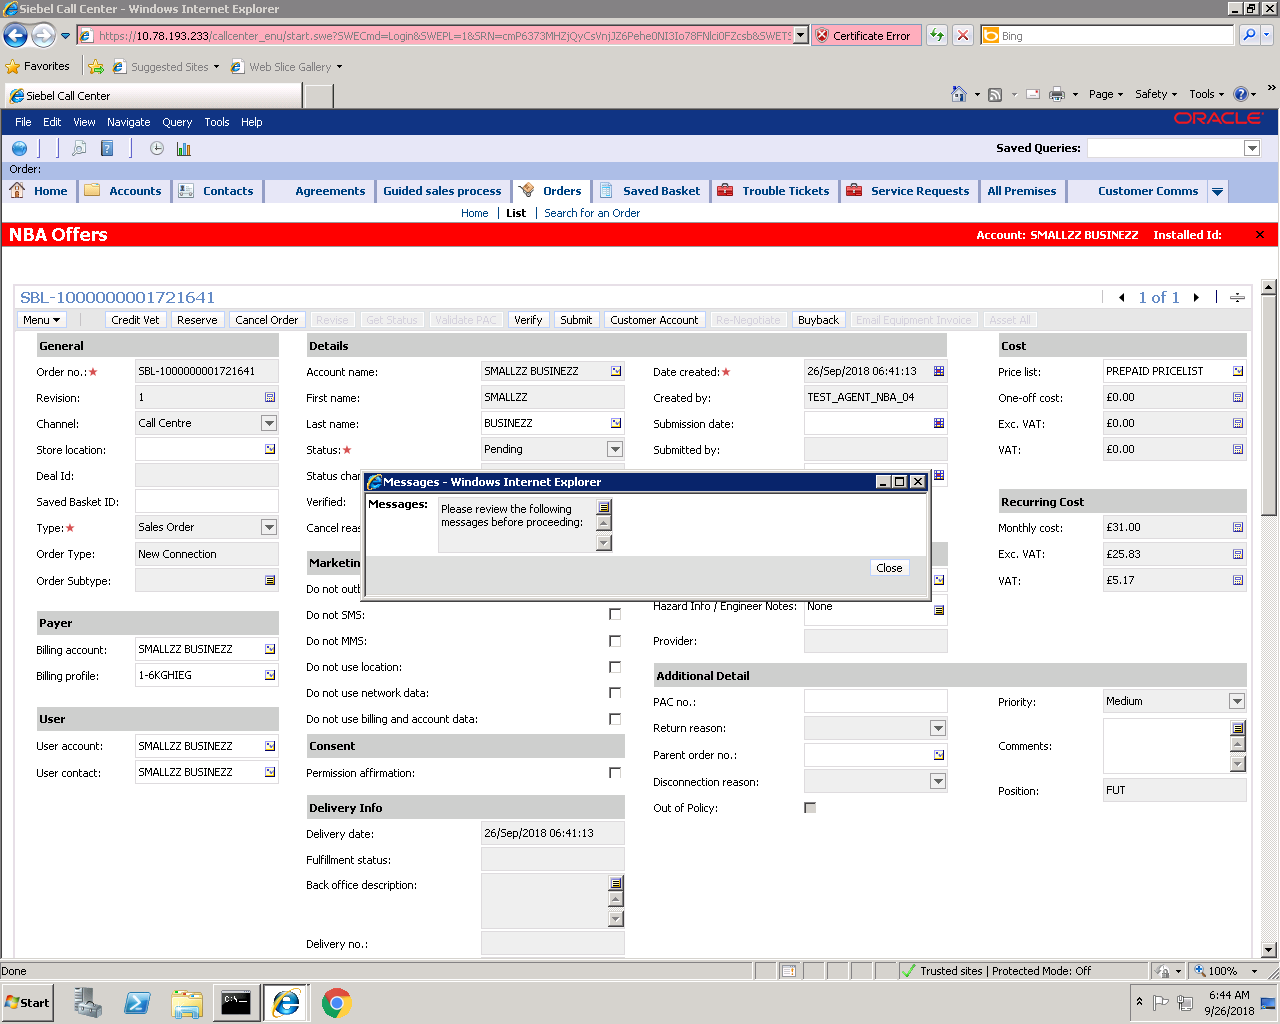 Siebel Call Center - Windows Internet Explorer
Certificate Error
Bing
Favorites Suggested Sites Web Slice Gallery
Siebel Call Center
Page Safety Tools
File Edit View Navigate Query Tools Help
ORACLE
Saved Queries:
Order:
Home Accounts Contacts Agreements Guided sales process Orders Saved Basket Trouble Tickets Service Requests All Premises Customer Comms
Home List Search for an Order
NBA Offers Account: SMALLZZ BUSINEZZ Installed Id:
SBL-1000000001721641 1 of 1
Menu Credit Vet Reserve Cancel Order Revise Get Status Validate PAC Verify Submit Customer Account Re-Negotiate Buyback Email Equipment Invoice Asset All
General
Order no.: SBL-1000000001721641
Revision: 1
Channel: Call Centre
Store location:
Deal Id:
Saved Basket ID:
Type: Sales Order
Order Type: New Connection
Order Subtype:
Payer
Billing account: SMALLZZ BUSINEZZ
Billing profile: 1-6KGHIEG
User
User account: SMALLZZ BUSINEZZ
User contact: SMALLZZ BUSINEZZ
Details
Account name: SMALLZZ BUSINEZZ
First name: SMALLZZ
Last name: BUSINEZZ
Status: Pending
Status char
Verified:
Cancel reas
Date created: 26/Sep/2018 06:41:13
Created by: TEST_AGENT_NBA_04
Submission date:
Submitted by:
Cost
Price list: PREPAID PRICELIST
One-off cost: £0.00
Exc. VAT: £0.00
VAT: £0.00
Recurring Cost
Monthly cost: £31.00
Exc. VAT: £25.83
VAT: £5.17
Messages - Windows Internet Explorer
Messages: Please review the following
messages before proceeding:
Close
Marketin
Do not outb
Do not SMS:
Do not MMS:
Do not use location:
Do not use network data:
Do not use billing and account data:
Consent
Permission affirmation:
Delivery Info
Delivery date: 26/Sep/2018 06:41:13
Fulfillment status:
Back office description:
Delivery no.:
Hazard Info / Engineer Notes: None
Provider:
Additional Detail
PAC no.:
Return reason:
Parent order no.:
Disconnection reason:
Out of Policy:
Priority: Medium
Comments:
Position: FUT
Done Trusted sites | Protected Mode: Off 100%
Start 6:44 AM
9/26/2018